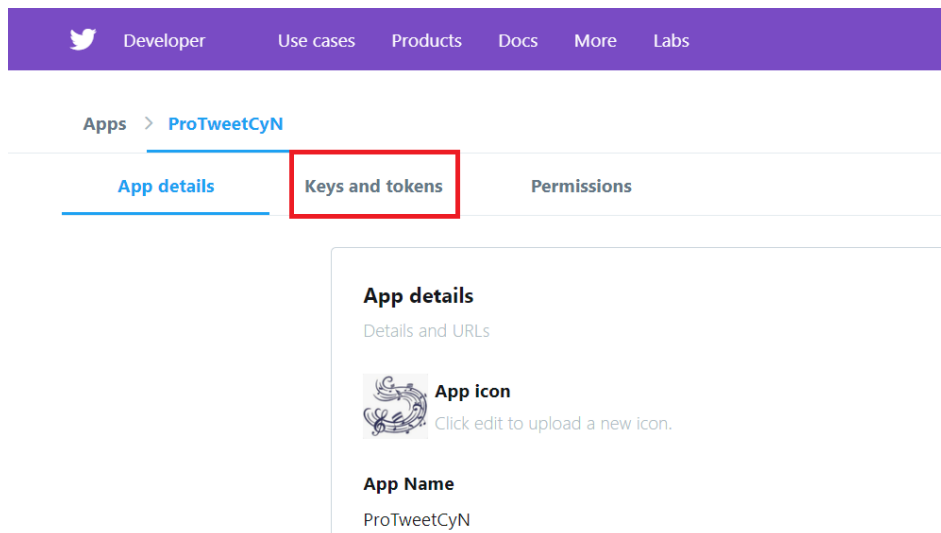 Developer Use cases Products Docs More Labs
Apps > ProTweetCyN
App details Keys and tokens Permissions
App details
Details and URLs
App icon
Click edit to upload a new icon.
App Name
ProTweetCyN